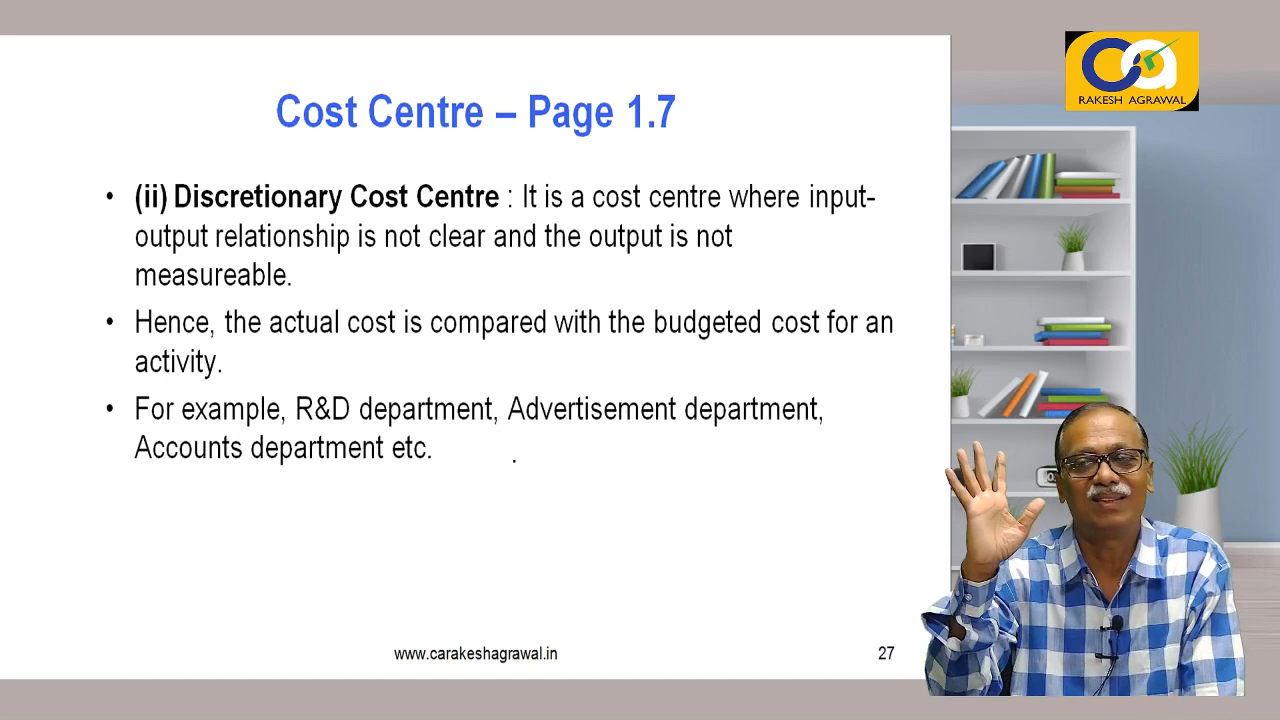 RAKESH AGRAWAL
Cost Centre – Page 1.7
• (ii) Discretionary Cost Centre : It is a cost centre where input-
output relationship is not clear and the output is not
measureable.
• Hence, the actual cost is compared with the budgeted cost for an
activity.
• For example, R&D department, Advertisement department,
Accounts department etc.
www.carakeshagrawal.in
27